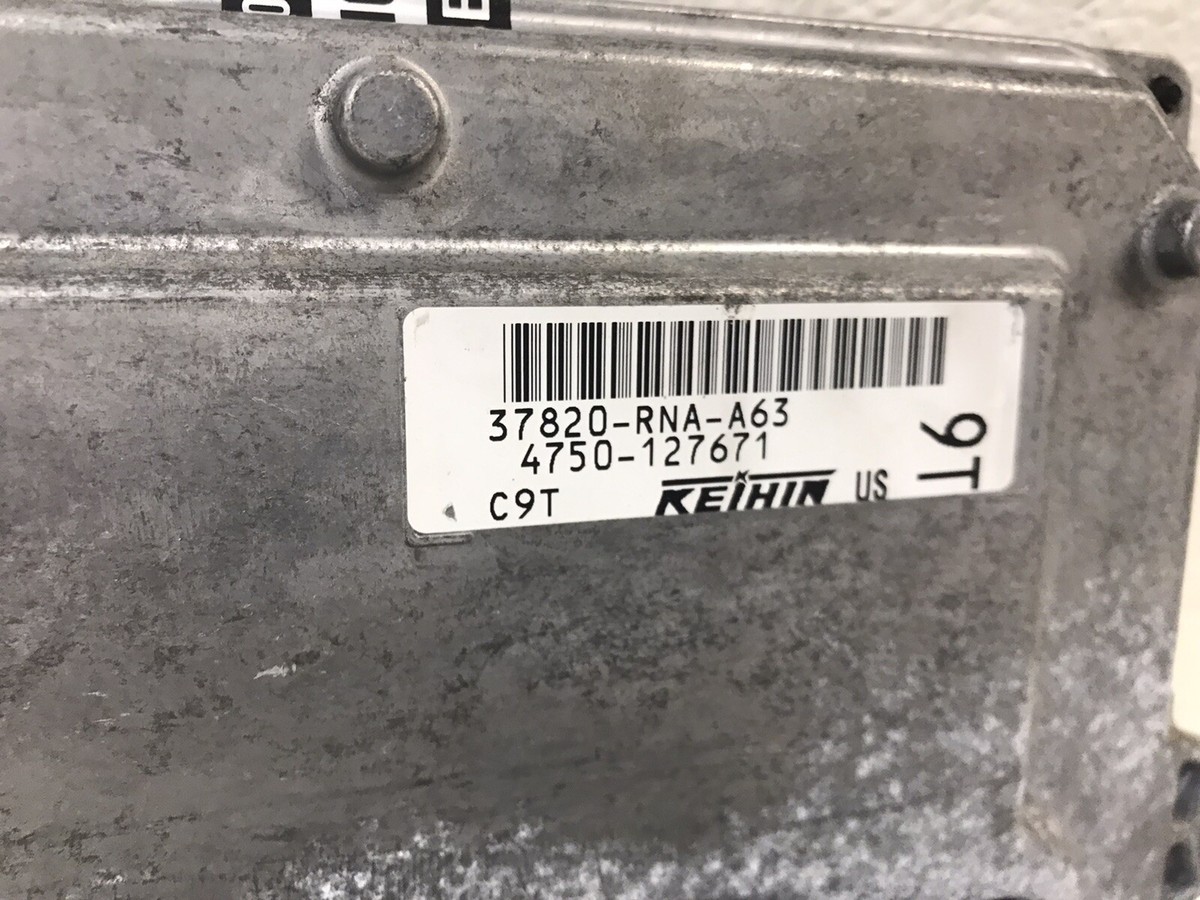 37820-RNA-A63
4750-127671
C9T KEIHIN US
9T